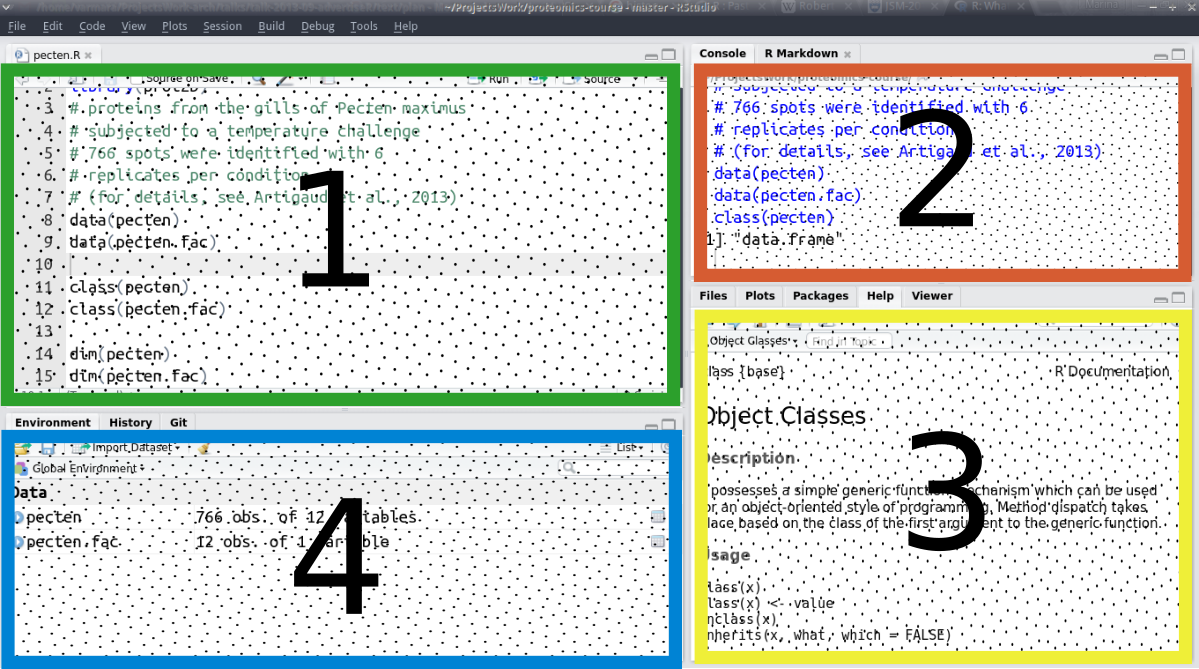 ~/ProjectsWork/proteomics-course - master - RStudio
File Edit Code View Plots Session Build Debug Tools Help
pecten.R
Source on Save Run Source
2 library(prot2D)
3 # proteins from the gills of Pecten maximus
4 # subjected to a temperature challenge
5 # 766 spots were identified with 6
6 # replicates per condition
7 # (for details, see Artigaud et al., 2013)
8 data(pecten)
9 data(pecten.fac)
10
11 class(pecten)
12 class(pecten.fac)
13
14 dim(pecten)
15 dim(pecten.fac)
1
Console R Markdown
~/ProjectsWork/proteomics-course/
# subjected to a temperature challenge
# 766 spots were identified with 6
# replicates per condition
# (for details, see Artigaud et al., 2013)
data(pecten)
data(pecten.fac)
class(pecten)
1] "data.frame"
2
Environment History Git
Import Dataset List
Global Environment
Data
pecten 766 obs. of 12 variables
pecten.fac 12 obs. of 1 variable
4
Files Plots Packages Help Viewer
Object Classes Find in Topic
lass {base} R Documentation
Object Classes
Description
possesses a simple generic function mechanism which can be used
or an object-oriented style of programming. Method dispatch takes
lace based on the class of the first argument to the generic function.
Usage
lass(x)
lass(x) <- value
nclass(x)
nherits(x, what, which = FALSE)
3